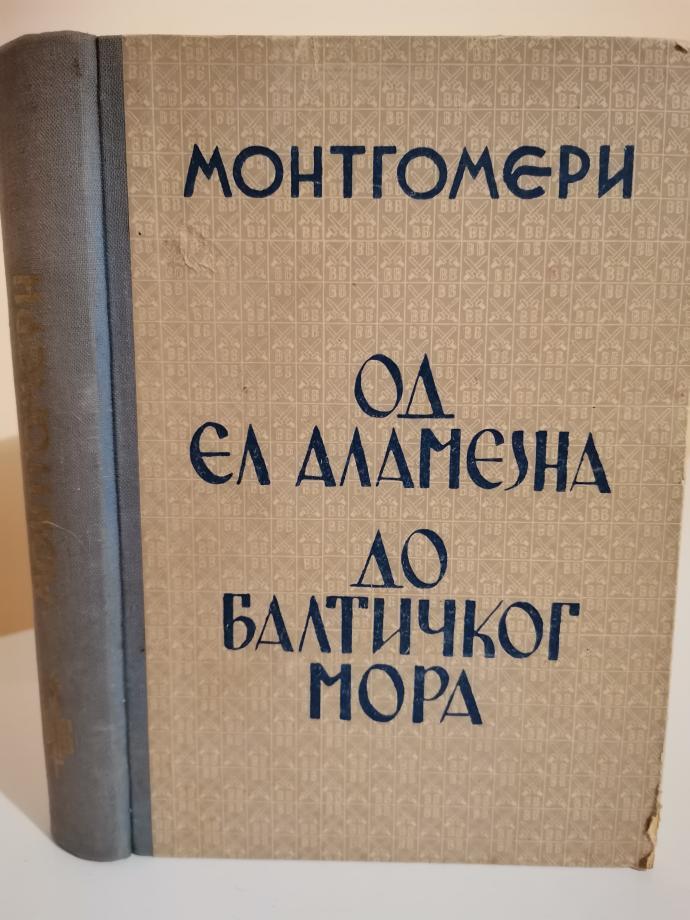 МОНТГОМЕРИ
ОД
ЕЛ АЛАМЕЈНА
ДО
БАЛТИЧКОГ
МОРА